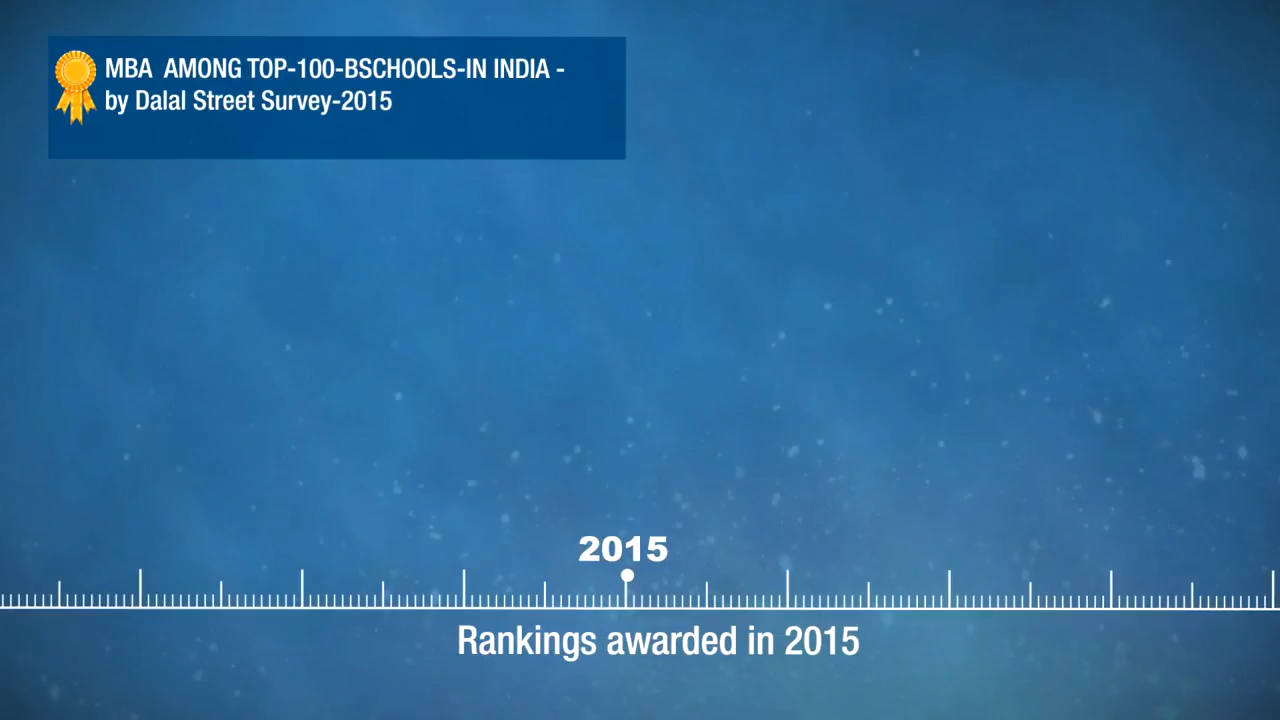 MBA  AMONG TOP-100-BSCHOOLS-IN INDIA -
by Dalal Street Survey-2015
2015
Rankings awarded in 2015